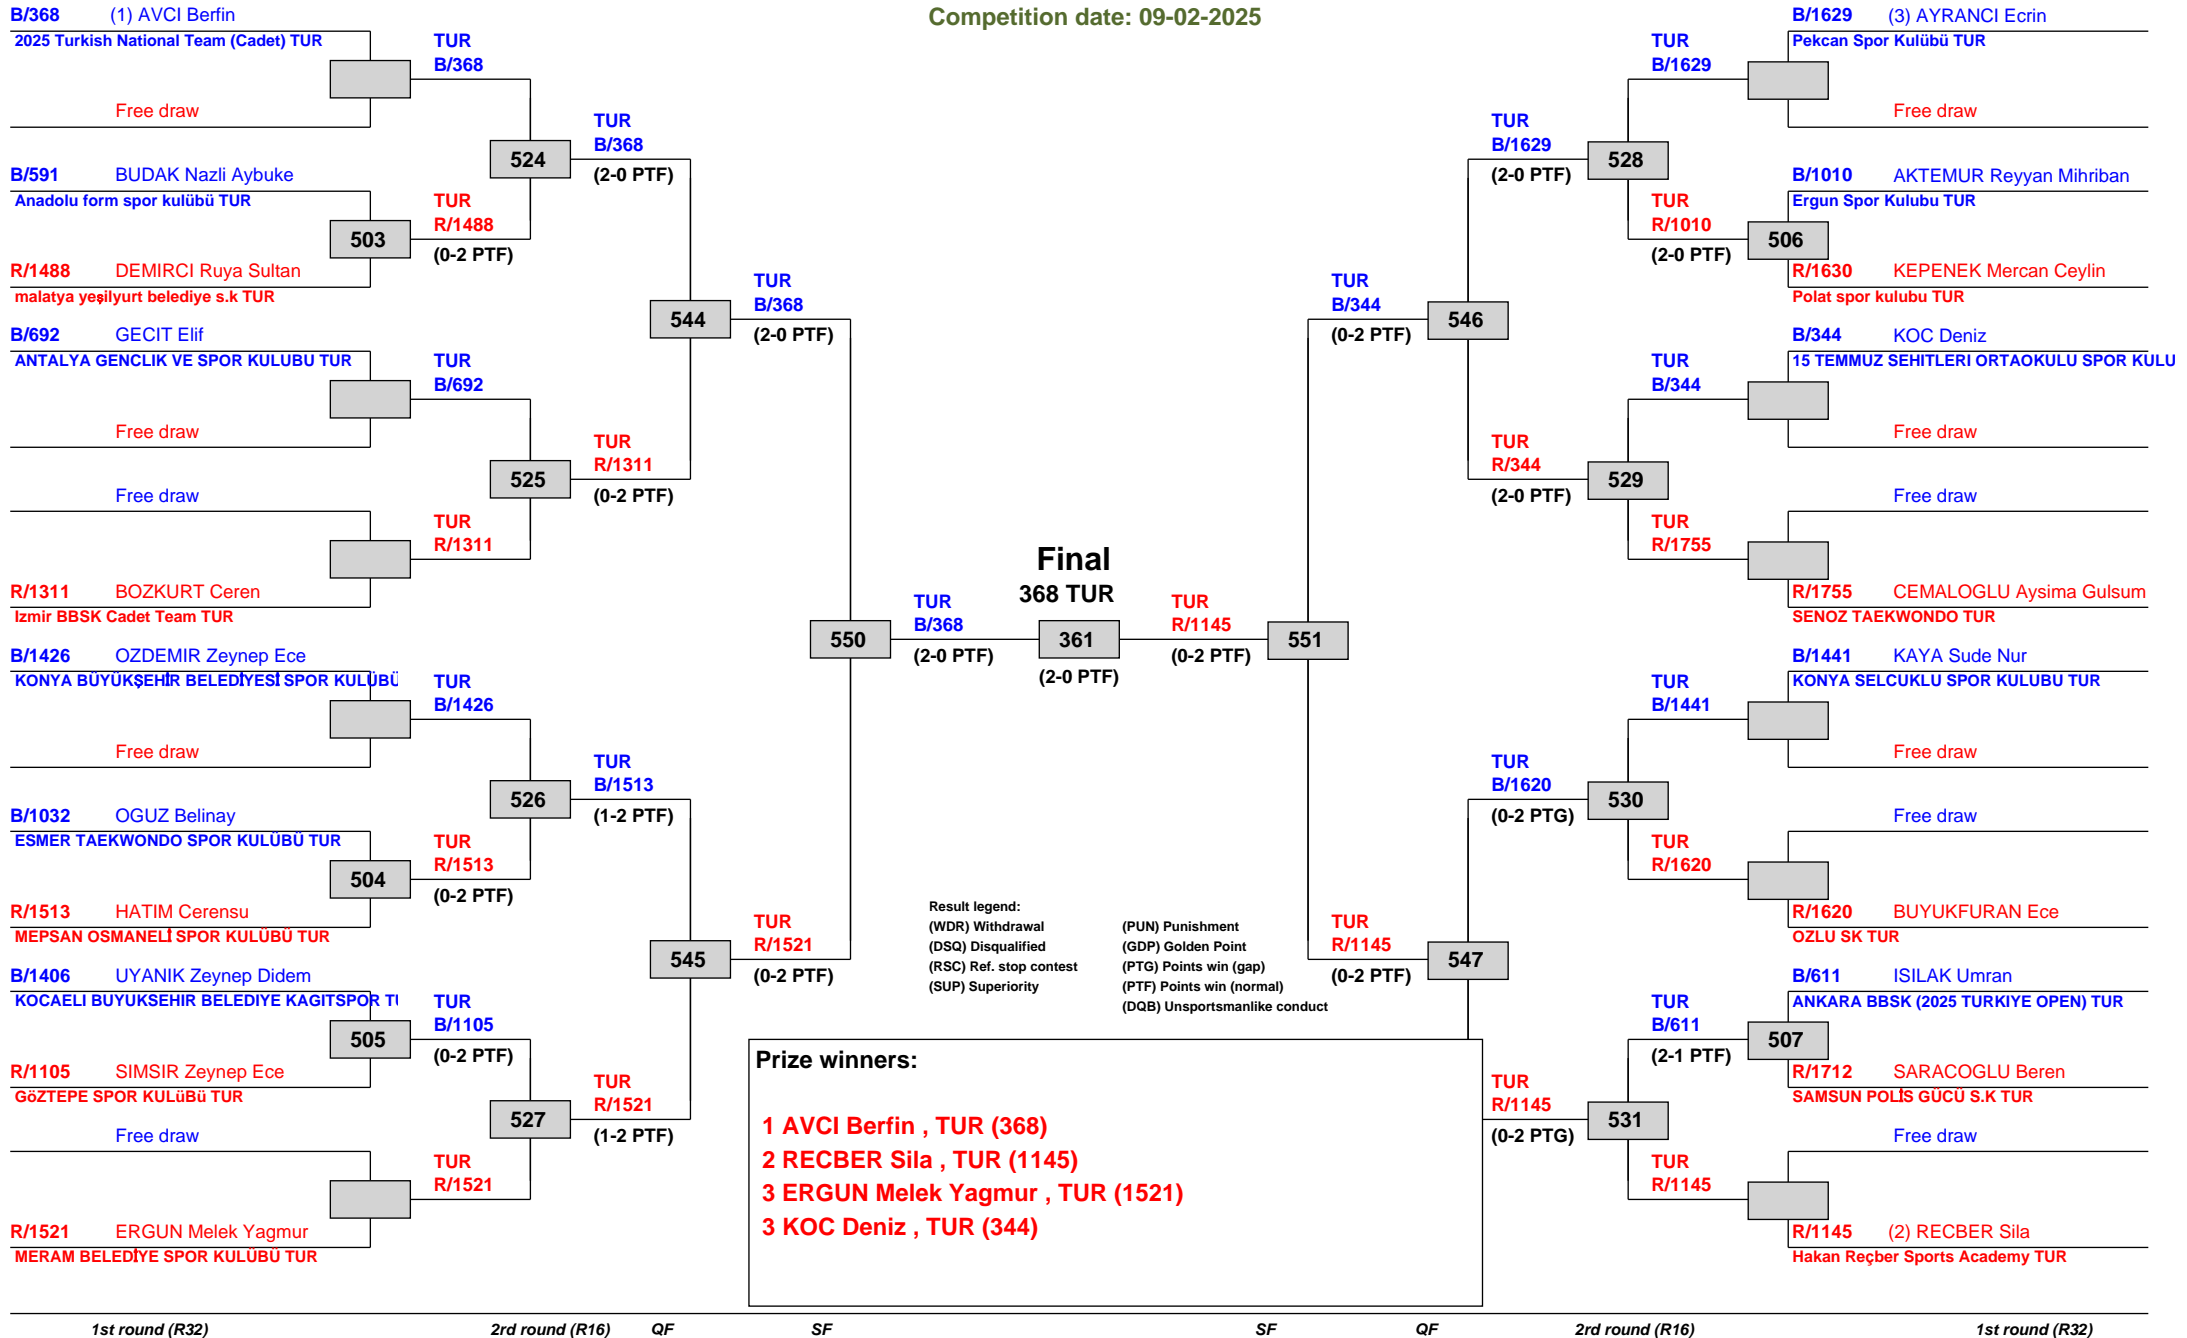 Competition date: 09-02-2025
B/368 (1) AVCI Berfin
2025 Turkish National Team (Cadet) TUR
Free draw
B/591 BUDAK Nazli Aybuke
Anadolu form spor kulübü TUR
503
R/1488 DEMIRCI Ruya Sultan
malatya yeşilyurt belediye s.k TUR
B/692 GECIT Elif
ANTALYA GENCLIK VE SPOR KULUBU TUR
Free draw
Free draw
R/1311 BOZKURT Ceren
Izmir BBSK Cadet Team TUR
B/1426 OZDEMIR Zeynep Ece
KONYA BÜYÜKŞEHİR BELEDİYESİ SPOR KULÜBÜ
Free draw
B/1032 OGUZ Belinay
ESMER TAEKWONDO SPOR KULÜBÜ TUR
504
R/1513 HATIM Cerensu
MEPSAN OSMANELİ SPOR KULÜBÜ TUR
B/1406 UYANIK Zeynep Didem
KOCAELI BUYUKSEHIR BELEDIYE KAGITSPOR TU
505
R/1105 SIMSIR Zeynep Ece
GöZTEPE SPOR KULüBü TUR
Free draw
R/1521 ERGUN Melek Yagmur
MERAM BELEDİYE SPOR KULÜBÜ TUR
TUR
B/368
524
TUR
R/1488
(0-2 PTF)
TUR
B/692
525
TUR
R/1311
TUR
B/1426
526
TUR
R/1513
(0-2 PTF)
TUR
B/1105
(0-2 PTF)
527
TUR
R/1521
TUR
B/368
(2-0 PTF)
544
TUR
R/1311
(0-2 PTF)
TUR
B/1513
(1-2 PTF)
545
TUR
R/1521
(1-2 PTF)
TUR
B/368
(2-0 PTF)
550
TUR
R/1521
(0-2 PTF)
TUR
B/368
(2-0 PTF)
Final
368 TUR
361
(2-0 PTF)
TUR
R/1145
(0-2 PTF)
551
TUR
B/344
(0-2 PTF)
546
TUR
R/1145
(0-2 PTF)
547
TUR
B/1629
(2-0 PTF)
528
TUR
R/344
(2-0 PTF)
529
TUR
B/1620
(0-2 PTG)
530
TUR
R/1145
(0-2 PTG)
531
TUR
B/1629
TUR
R/1010
(2-0 PTF)
506
TUR
B/344
TUR
R/1755
TUR
B/1441
TUR
R/1620
TUR
B/611
(2-1 PTF)
507
TUR
R/1145
B/1629 (3) AYRANCI Ecrin
Pekcan Spor Kulübü TUR
Free draw
B/1010 AKTEMUR Reyyan Mihriban
Ergun Spor Kulubu TUR
R/1630 KEPENEK Mercan Ceylin
Polat spor kulubu TUR
B/344 KOC Deniz
15 TEMMUZ SEHITLERI ORTAOKULU SPOR KULU
Free draw
Free draw
R/1755 CEMALOGLU Aysima Gulsum
SENOZ TAEKWONDO TUR
B/1441 KAYA Sude Nur
KONYA SELCUKLU SPOR KULUBU TUR
Free draw
Free draw
R/1620 BUYUKFURAN Ece
OZLU SK TUR
B/611 ISILAK Umran
ANKARA BBSK (2025 TURKIYE OPEN) TUR
R/1712 SARACOGLU Beren
SAMSUN POLİS GÜCÜ S.K TUR
Free draw
R/1145 (2) RECBER Sila
Hakan Reçber Sports Academy TUR
Result legend:
(WDR) Withdrawal (PUN) Punishment
(DSQ) Disqualified (GDP) Golden Point
(RSC) Ref. stop contest (PTG) Points win (gap)
(SUP) Superiority (PTF) Points win (normal)
(DQB) Unsportsmanlike conduct
Prize winners:
1 AVCI Berfin , TUR (368)
2 RECBER Sila , TUR (1145)
3 ERGUN Melek Yagmur , TUR (1521)
3 KOC Deniz , TUR (344)
1st round (R32) 2rd round (R16) QF SF SF QF 2rd round (R16) 1st round (R32)